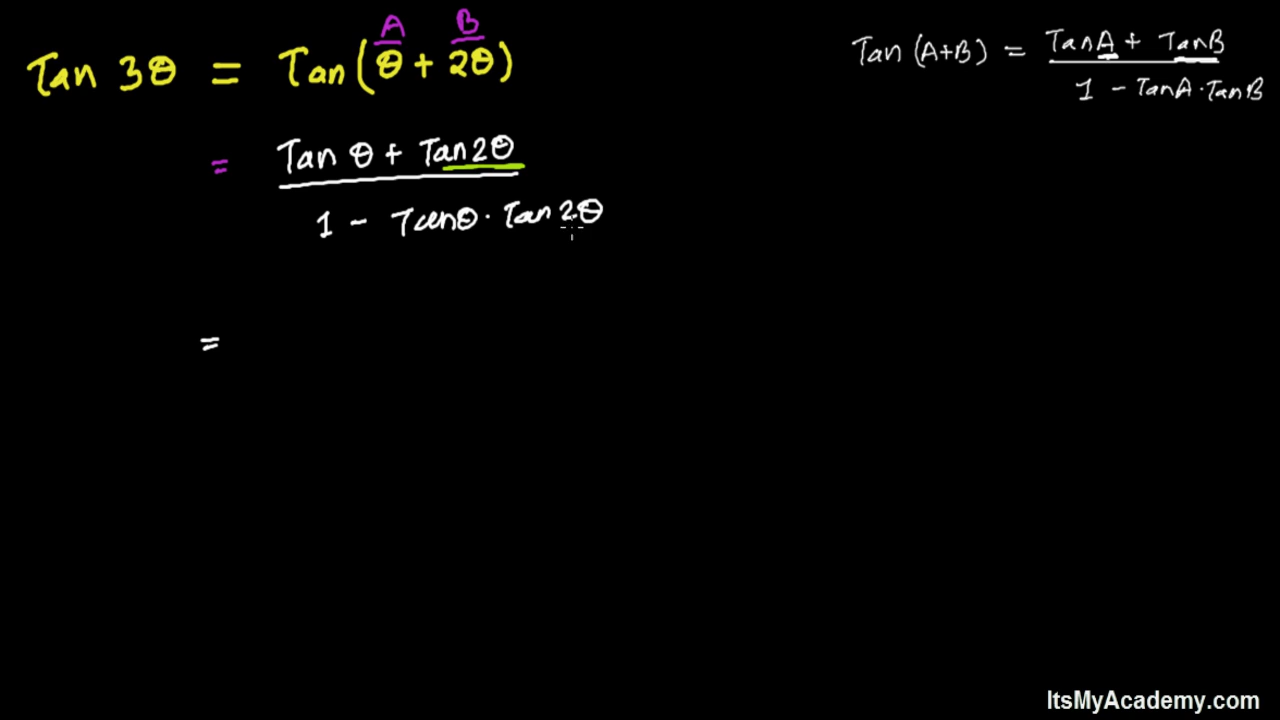 A B
Tan 3θ = Tan(θ + 2θ)
Tan(A+B) = TanA + TanB
1 - TanA·TanB
= Tan θ + Tan2θ
1 - Tanθ · Tan 2θ
=
ItsMyAcademy.com